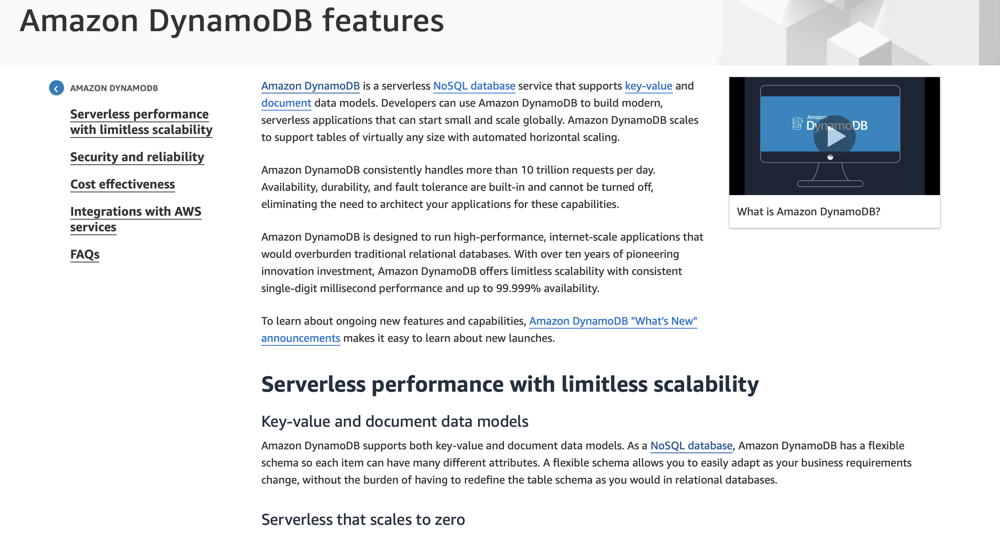 Amazon DynamoDB features
AMAZON DYNAMODB
Serverless performance
with limitless scalability
Security and reliability
Cost effectiveness
Integrations with AWS
services
FAQs
Amazon DynamoDB is a serverless NoSQL database service that supports key-value and
document data models. Developers can use Amazon DynamoDB to build modern,
serverless applications that can start small and scale globally. Amazon DynamoDB scales
to support tables of virtually any size with automated horizontal scaling.
Amazon DynamoDB consistently handles more than 10 trillion requests per day.
Availability, durability, and fault tolerance are built-in and cannot be turned off,
eliminating the need to architect your applications for these capabilities.
Amazon DynamoDB is designed to run high-performance, internet-scale applications that
would overburden traditional relational databases. With over ten years of pioneering
innovation investment, Amazon DynamoDB offers limitless scalability with consistent
single-digit millisecond performance and up to 99.999% availability.
To learn about ongoing new features and capabilities, Amazon DynamoDB "What's New"
announcements makes it easy to learn about new launches.
Amazon
DynamoDB
What is Amazon DynamoDB?
Serverless performance with limitless scalability
Key-value and document data models
Amazon DynamoDB supports both key-value and document data models. As a NoSQL database, Amazon DynamoDB has a flexible
schema so each item can have many different attributes. A flexible schema allows you to easily adapt as your business requirements
change, without the burden of having to redefine the table schema as you would in relational databases.
Serverless that scales to zero